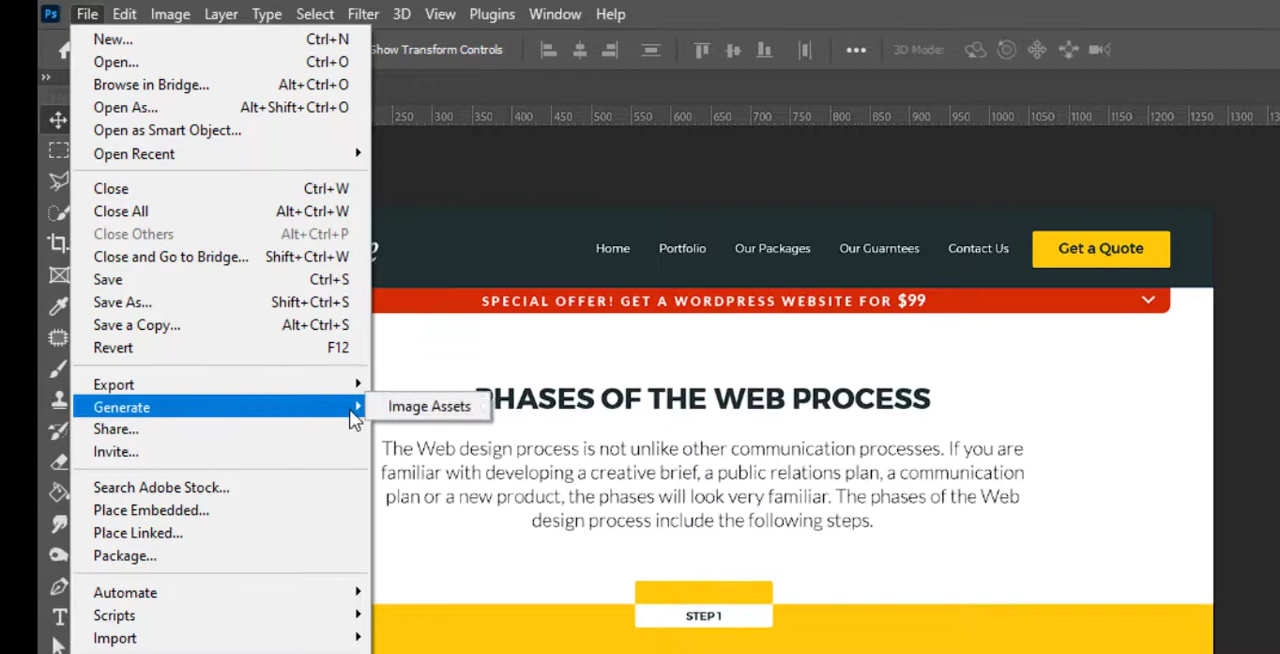 Ps File Edit Image Layer Type Select Filter 3D View Plugins Window Help
Show Transform Controls 3D Mode:
New... Ctrl+N
Open... Ctrl+O
Browse in Bridge... Alt+Ctrl+O
Open As... Alt+Shift+Ctrl+O
Open as Smart Object...
Open Recent
Close Ctrl+W
Close All Alt+Ctrl+W
Close Others Alt+Ctrl+P
Close and Go to Bridge... Shift+Ctrl+W
Save Ctrl+S
Save As... Shift+Ctrl+S
Save a Copy... Alt+Ctrl+S
Revert F12
Export
Generate
Image Assets
Share...
Invite...
Search Adobe Stock...
Place Embedded...
Place Linked...
Package...
Automate
Scripts
Import
250 300 350 400 450 500 550 600 650 700 750 800 850 900 950 1000 1050 1100 1150 1200 1250 1300
Home Portfolio Our Packages Our Guarntees Contact Us Get a Quote
SPECIAL OFFER! GET A WORDPRESS WEBSITE FOR $99
PHASES OF THE WEB PROCESS
The Web design process is not unlike other communication processes. If you are
familiar with developing a creative brief, a public relations plan, a communication
plan or a new product, the phases will look very familiar. The phases of the Web
design process include the following steps.
STEP 1